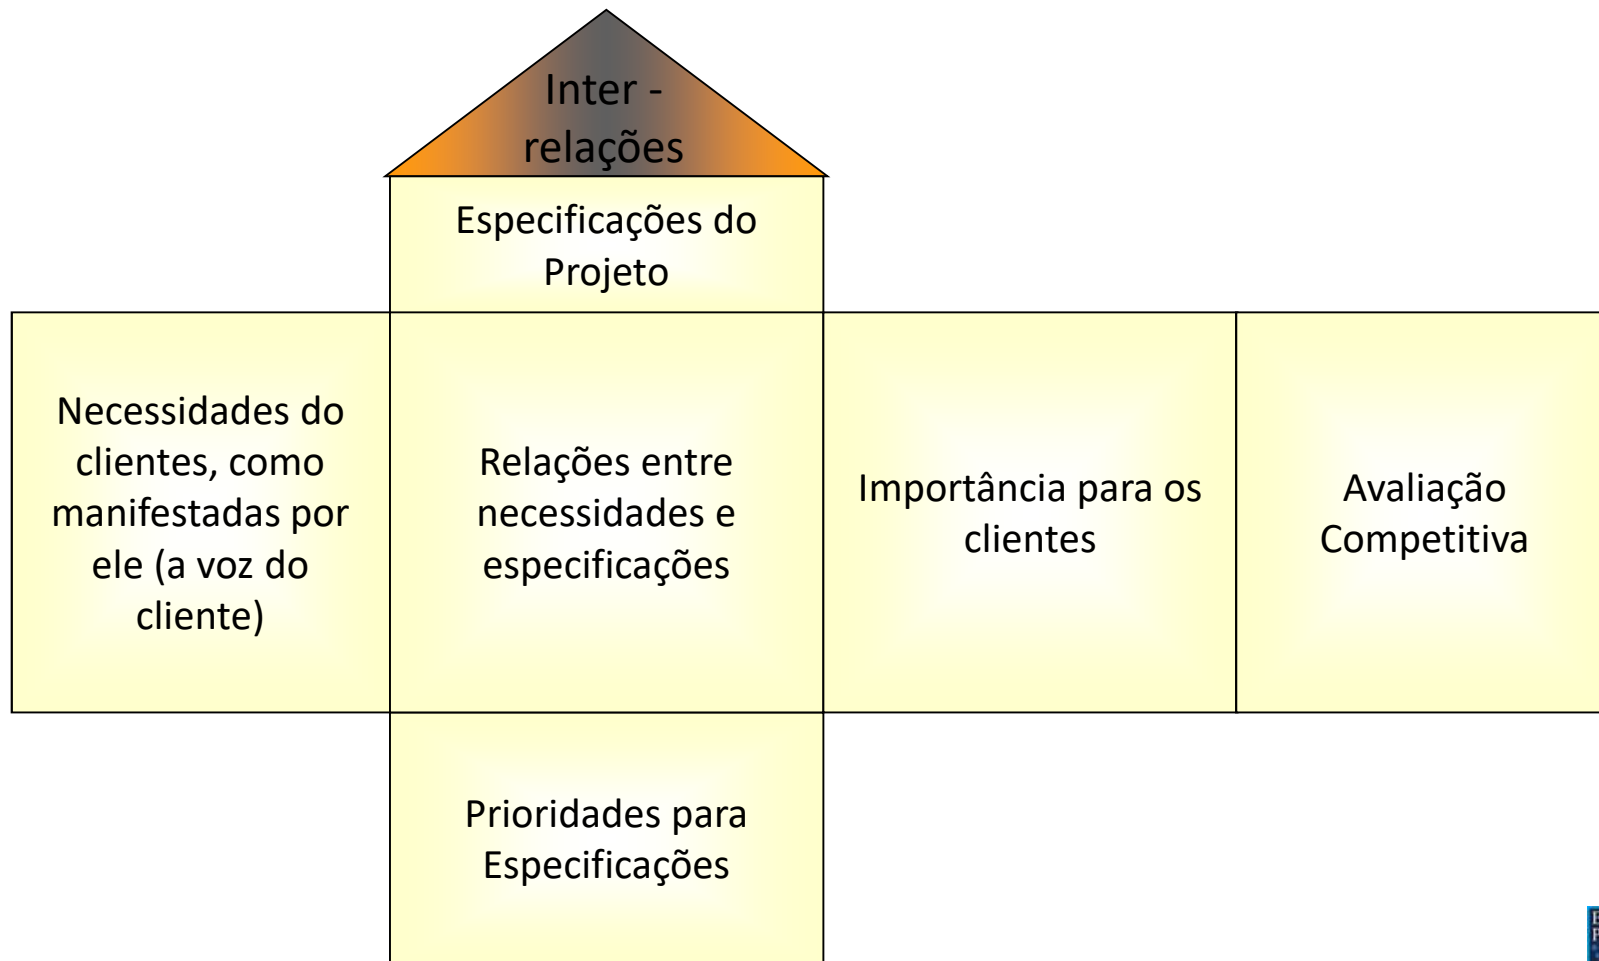 Inter -
relações
Especificações do
Projeto
Necessidades do
clientes, como
manifestadas por
ele (a voz do
cliente)
Relações entre
necessidades e
especificações
Importância para os
clientes
Avaliação
Competitiva
Prioridades para
Especificações